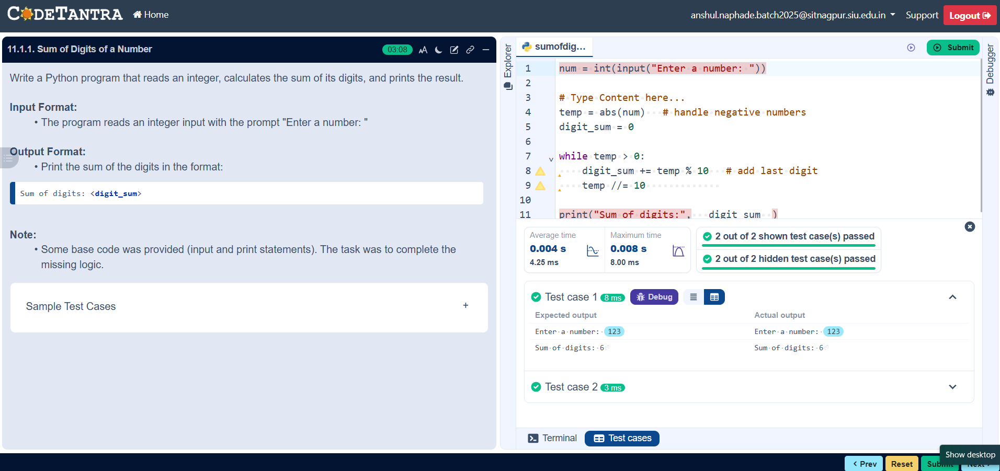 CODETANTRA
Home
anshul.naphade.batch2025@sitnagpur.siu.edu.in
Support
Logout
11.1.1. Sum of Digits of a Number
03:08
AA
Write a Python program that reads an integer, calculates the sum of its digits, and prints the result.
Input Format:
• The program reads an integer input with the prompt "Enter a number: "
Output Format:
• Print the sum of the digits in the format:
Sum of digits: <digit_sum>
Note:
• Some base code was provided (input and print statements). The task was to complete the
missing logic.
Sample Test Cases
+
Explorer
sumofdig...
Submit
Debugger
1 num = int(input("Enter a number: "))
2
3 # Type Content here...
4 temp = abs(num)   # handle negative numbers
5 digit_sum = 0
6
7 while temp > 0:
8     digit_sum += temp % 10   # add last digit
9     temp //= 10
10
11 print("Sum of digits:",   digit_sum  )
Average time
0.004 s
4.25 ms
Maximum time
0.008 s
8.00 ms
2 out of 2 shown test case(s) passed
2 out of 2 hidden test case(s) passed
Test case 1 8 ms Debug
Expected output Actual output
Enter a number: 123 Enter a number: 123
Sum of digits: 6 Sum of digits: 6
Test case 2 3 ms
Terminal Test cases
Show desktop
Prev Reset Submit Next